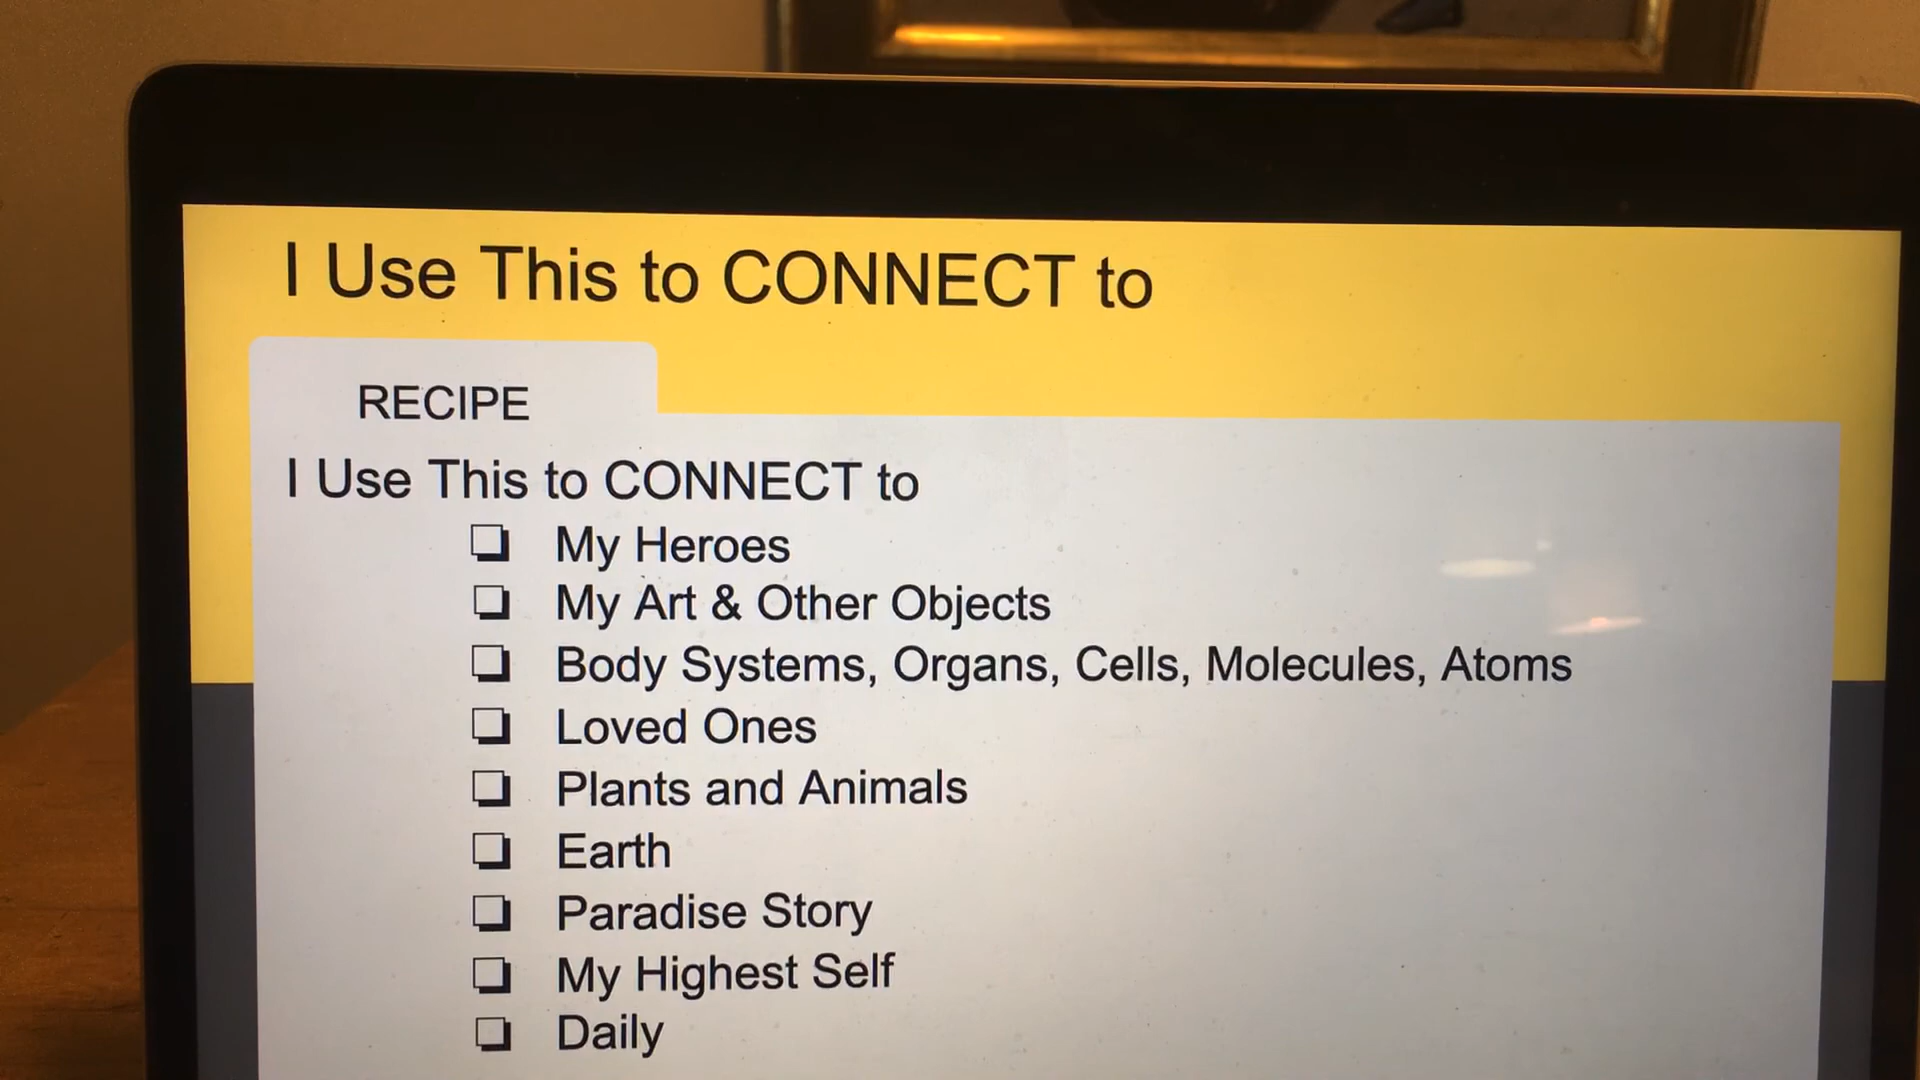 I Use This to CONNECT to
RECIPE
I Use This to CONNECT to
❏ My Heroes
❏ My Art & Other Objects
❏ Body Systems, Organs, Cells, Molecules, Atoms
❏ Loved Ones
❏ Plants and Animals
❏ Earth
❏ Paradise Story
❏ My Highest Self
❏ Daily